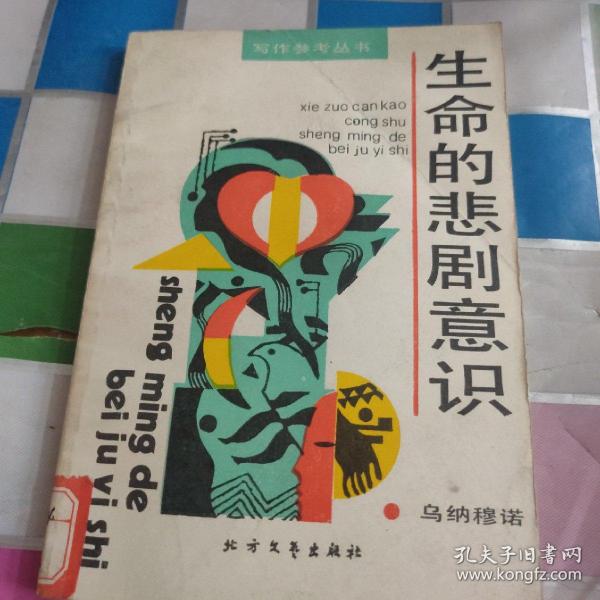 写作参考丛书
xie zuo can kao
cong shu
sheng ming de
bei ju yi shi
生命的悲剧意识
sheng ming de
bei ju yi shi
乌纳穆诺
北方文艺出版社
孔夫子旧书网
www.kongfz.com